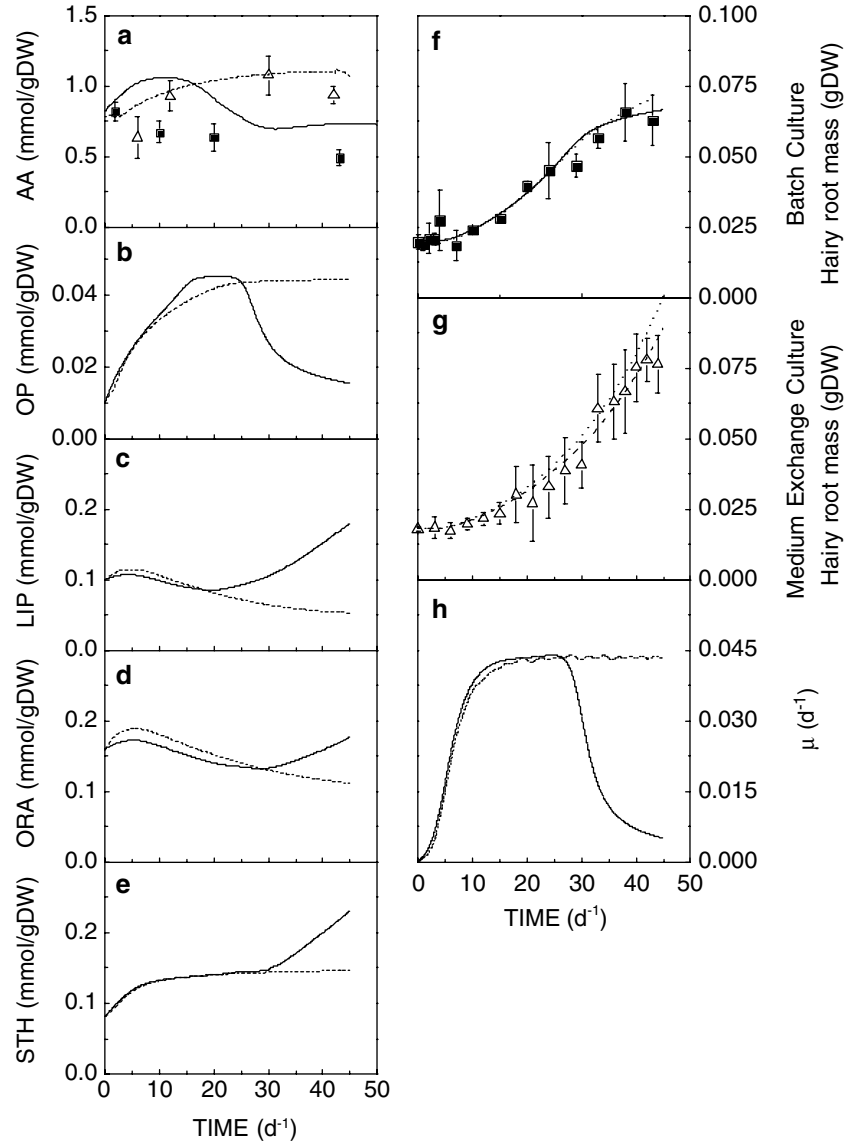 a
AA (mmol/gDW)
1.5
1.0
0.5
0.0
b
OP (mmol/gDW)
0.04
0.02
0.00
c
LIP (mmol/gDW)
0.2
0.1
0.0
d
ORA (mmol/gDW)
0.2
0.1
0.0
e
STH (mmol/gDW)
0.2
0.1
0.0
0 10 20 30 40 50
TIME (d⁻¹)
f
0.100
0.075
0.050
0.025
0.000
Batch Culture
Hairy root mass (gDW)
g
0.075
0.050
0.025
0.000
Medium Exchange Culture
Hairy root mass (gDW)
h
0.045
0.030
0.015
0.000
μ (d⁻¹)
0 10 20 30 40 50
TIME (d⁻¹)